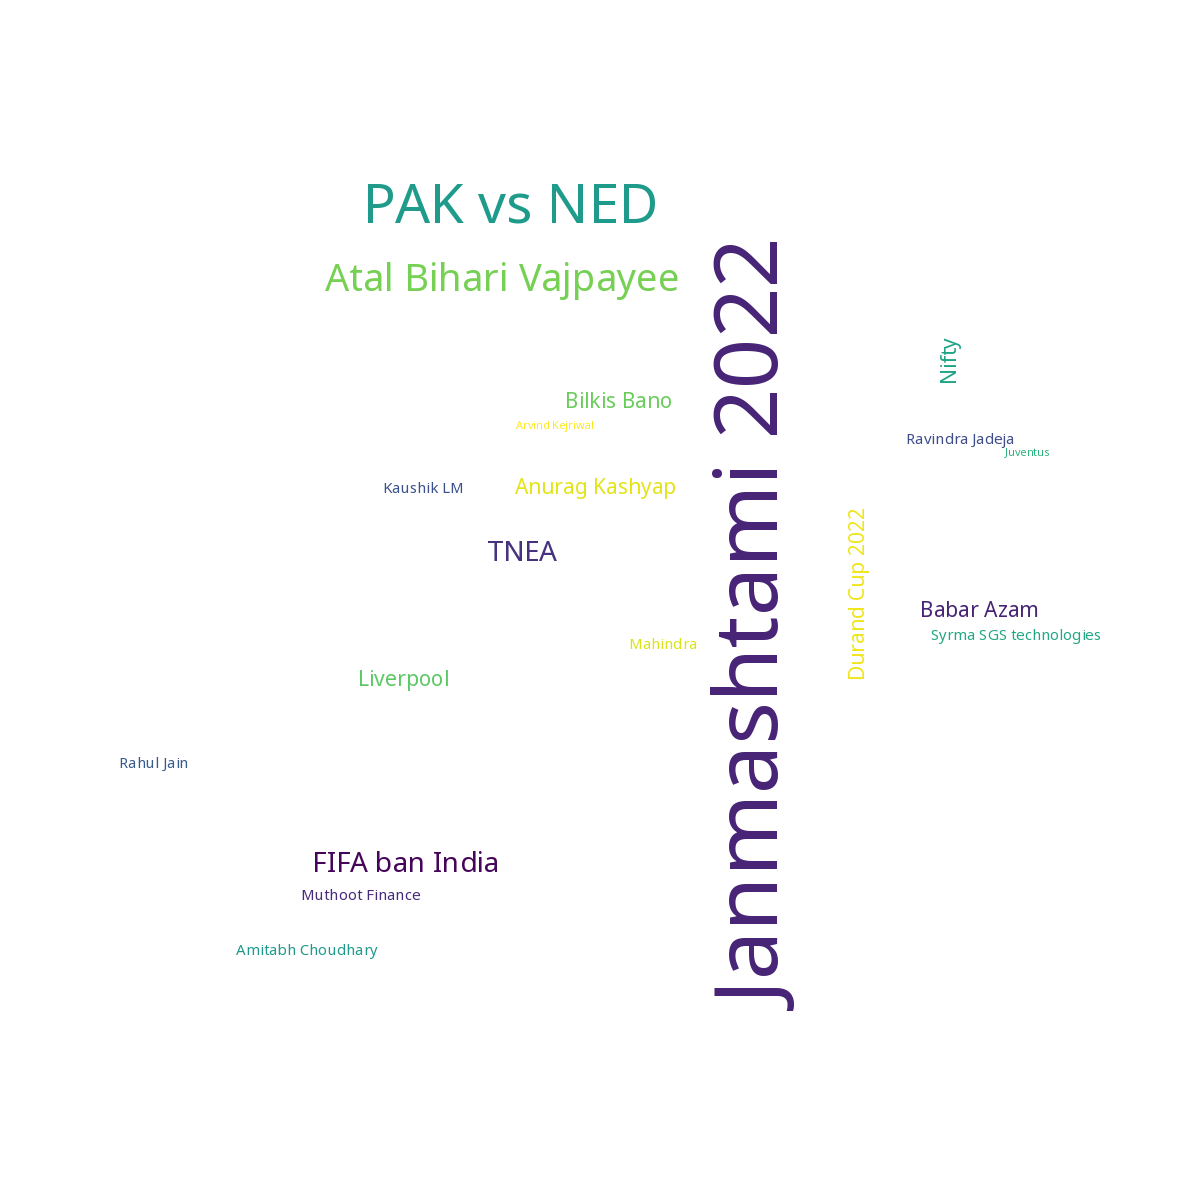 PAK vs NED
Atal Bihari Vajpayee
Janmashtami 2022
Nifty
Bilkis Bano
Arvind Kejriwal
Ravindra Jadeja
Juventus
Kaushik LM
Anurag Kashyap
TNEA
Durand Cup 2022
Babar Azam
Syrma SGS technologies
Mahindra
Liverpool
Rahul Jain
FIFA ban India
Muthoot Finance
Amitabh Choudhary